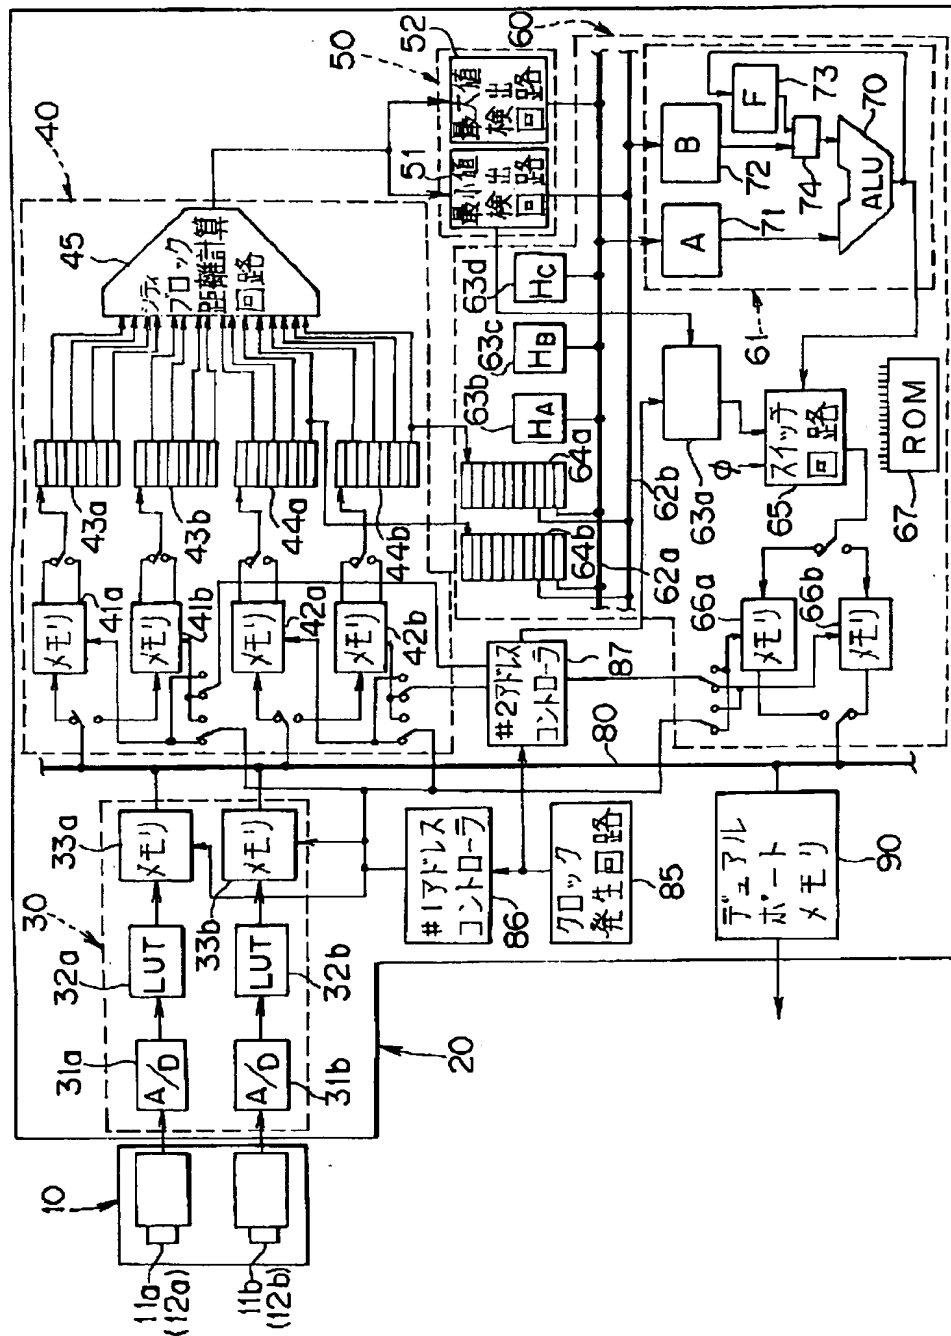 10
11a
(12a)
11b
(12b)
20
30
31a
A/D
31b
A/D
32a
LUT
32b
LUT
33a
メモリ
33b
メモリ
#1アドレス
コントローラ
86
クロック
発生回路
85
デュアル
ポート
メモリ
90
80
#2アドレス
コントローラ
87
40
メモリ
41a
メモリ
41b
メモリ
42a
メモリ
42b
43a
43b
44a
44b
45
シティ
ブロック
距離計算
回路
50
51
最小値
検出
回路
52
最大値
検出
回路
60
64a
64b
62a
62b
HA
63b
HB
63c
HC
63d
63a
φ
スイッチ
回路
65
66a
メモリ
66b
メモリ
ROM
67
61
A
71
B
72
F
73
74
ALU
70